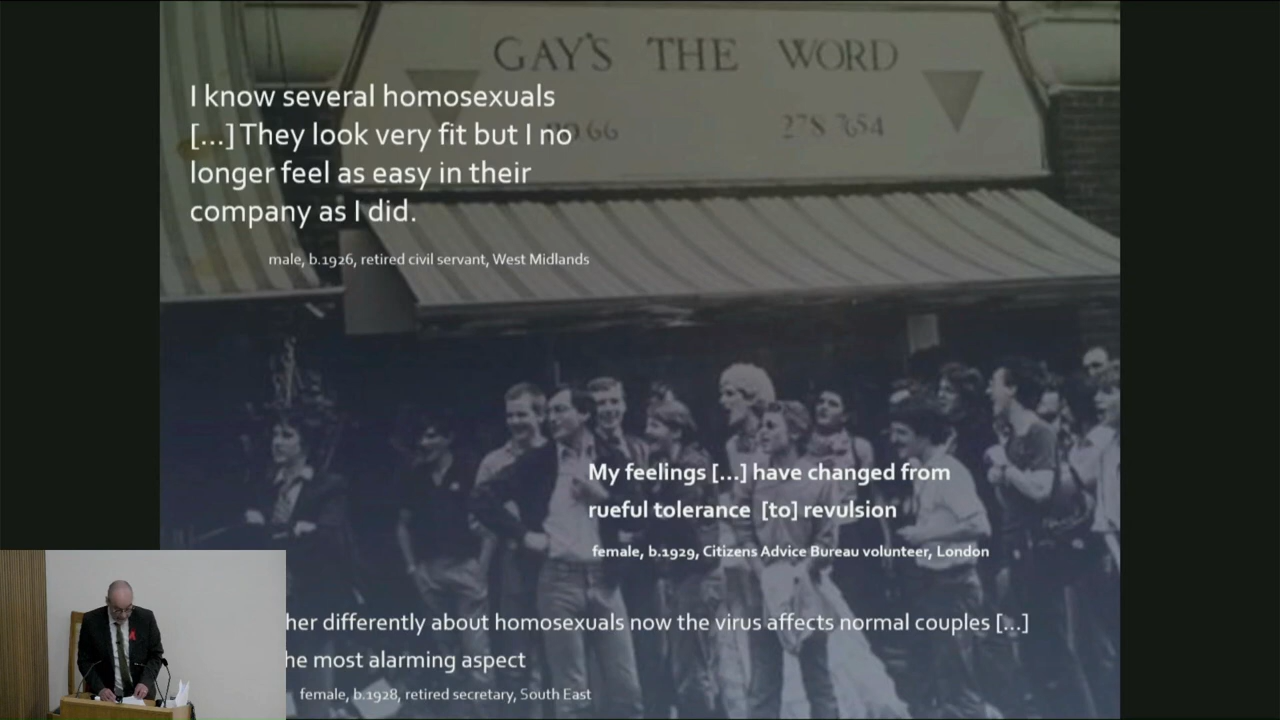 GAY'S THE WORD
278 7654
I know several homosexuals
[...] They look very fit but I no
longer feel as easy in their
company as I did.
male, b.1926, retired civil servant, West Midlands
My feelings [...] have changed from
rueful tolerance [to] revulsion
female, b.1929, Citizens Advice Bureau volunteer, London
her differently about homosexuals now the virus affects normal couples [...]
he most alarming aspect
female, b.1928, retired secretary, South East